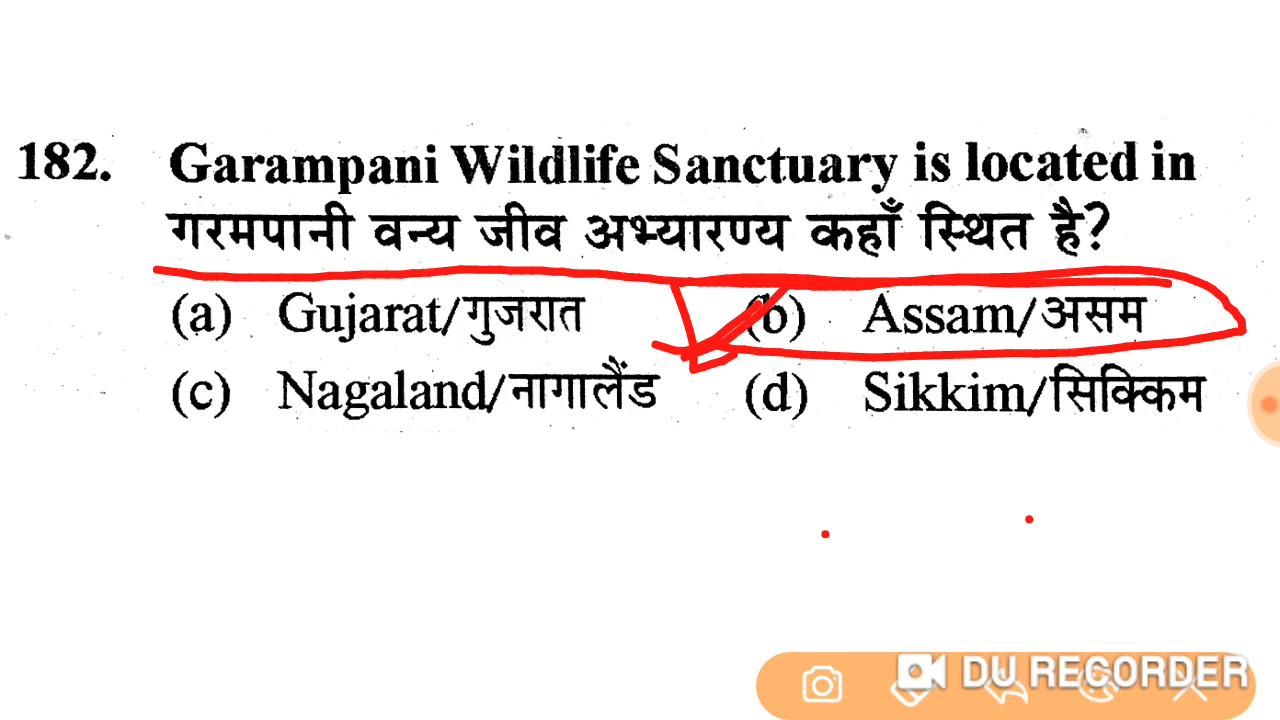 182. Garampani Wildlife Sanctuary is located in
गरमपानी वन्य जीव अभ्यारण्य कहाँ स्थित है?
(a) Gujarat/गुजरात (b) Assam/असम
(c) Nagaland/नागालैंड (d) Sikkim/सिक्किम
DU RECORDER